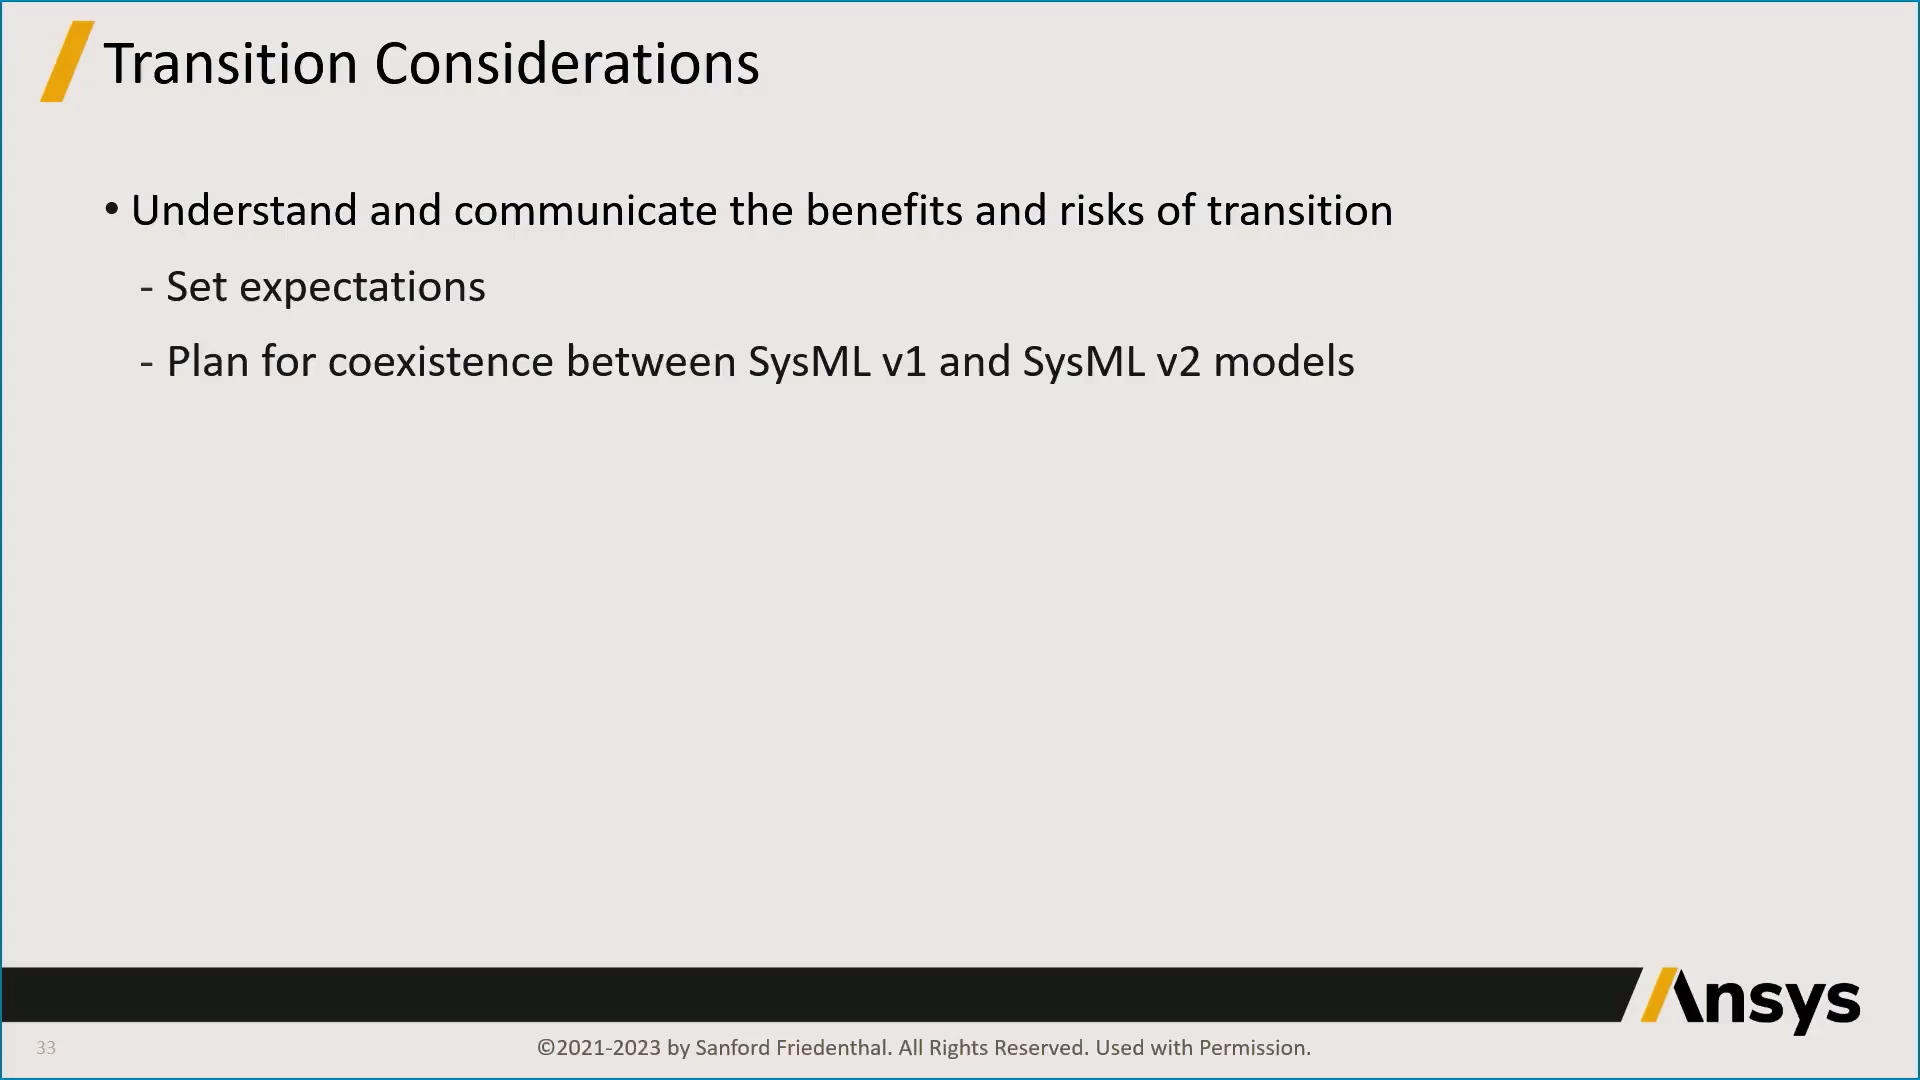 Transition Considerations
• Understand and communicate the benefits and risks of transition
- Set expectations
- Plan for coexistence between SysML v1 and SysML v2 models
Ansys
33
©2021-2023 by Sanford Friedenthal. All Rights Reserved. Used with Permission.